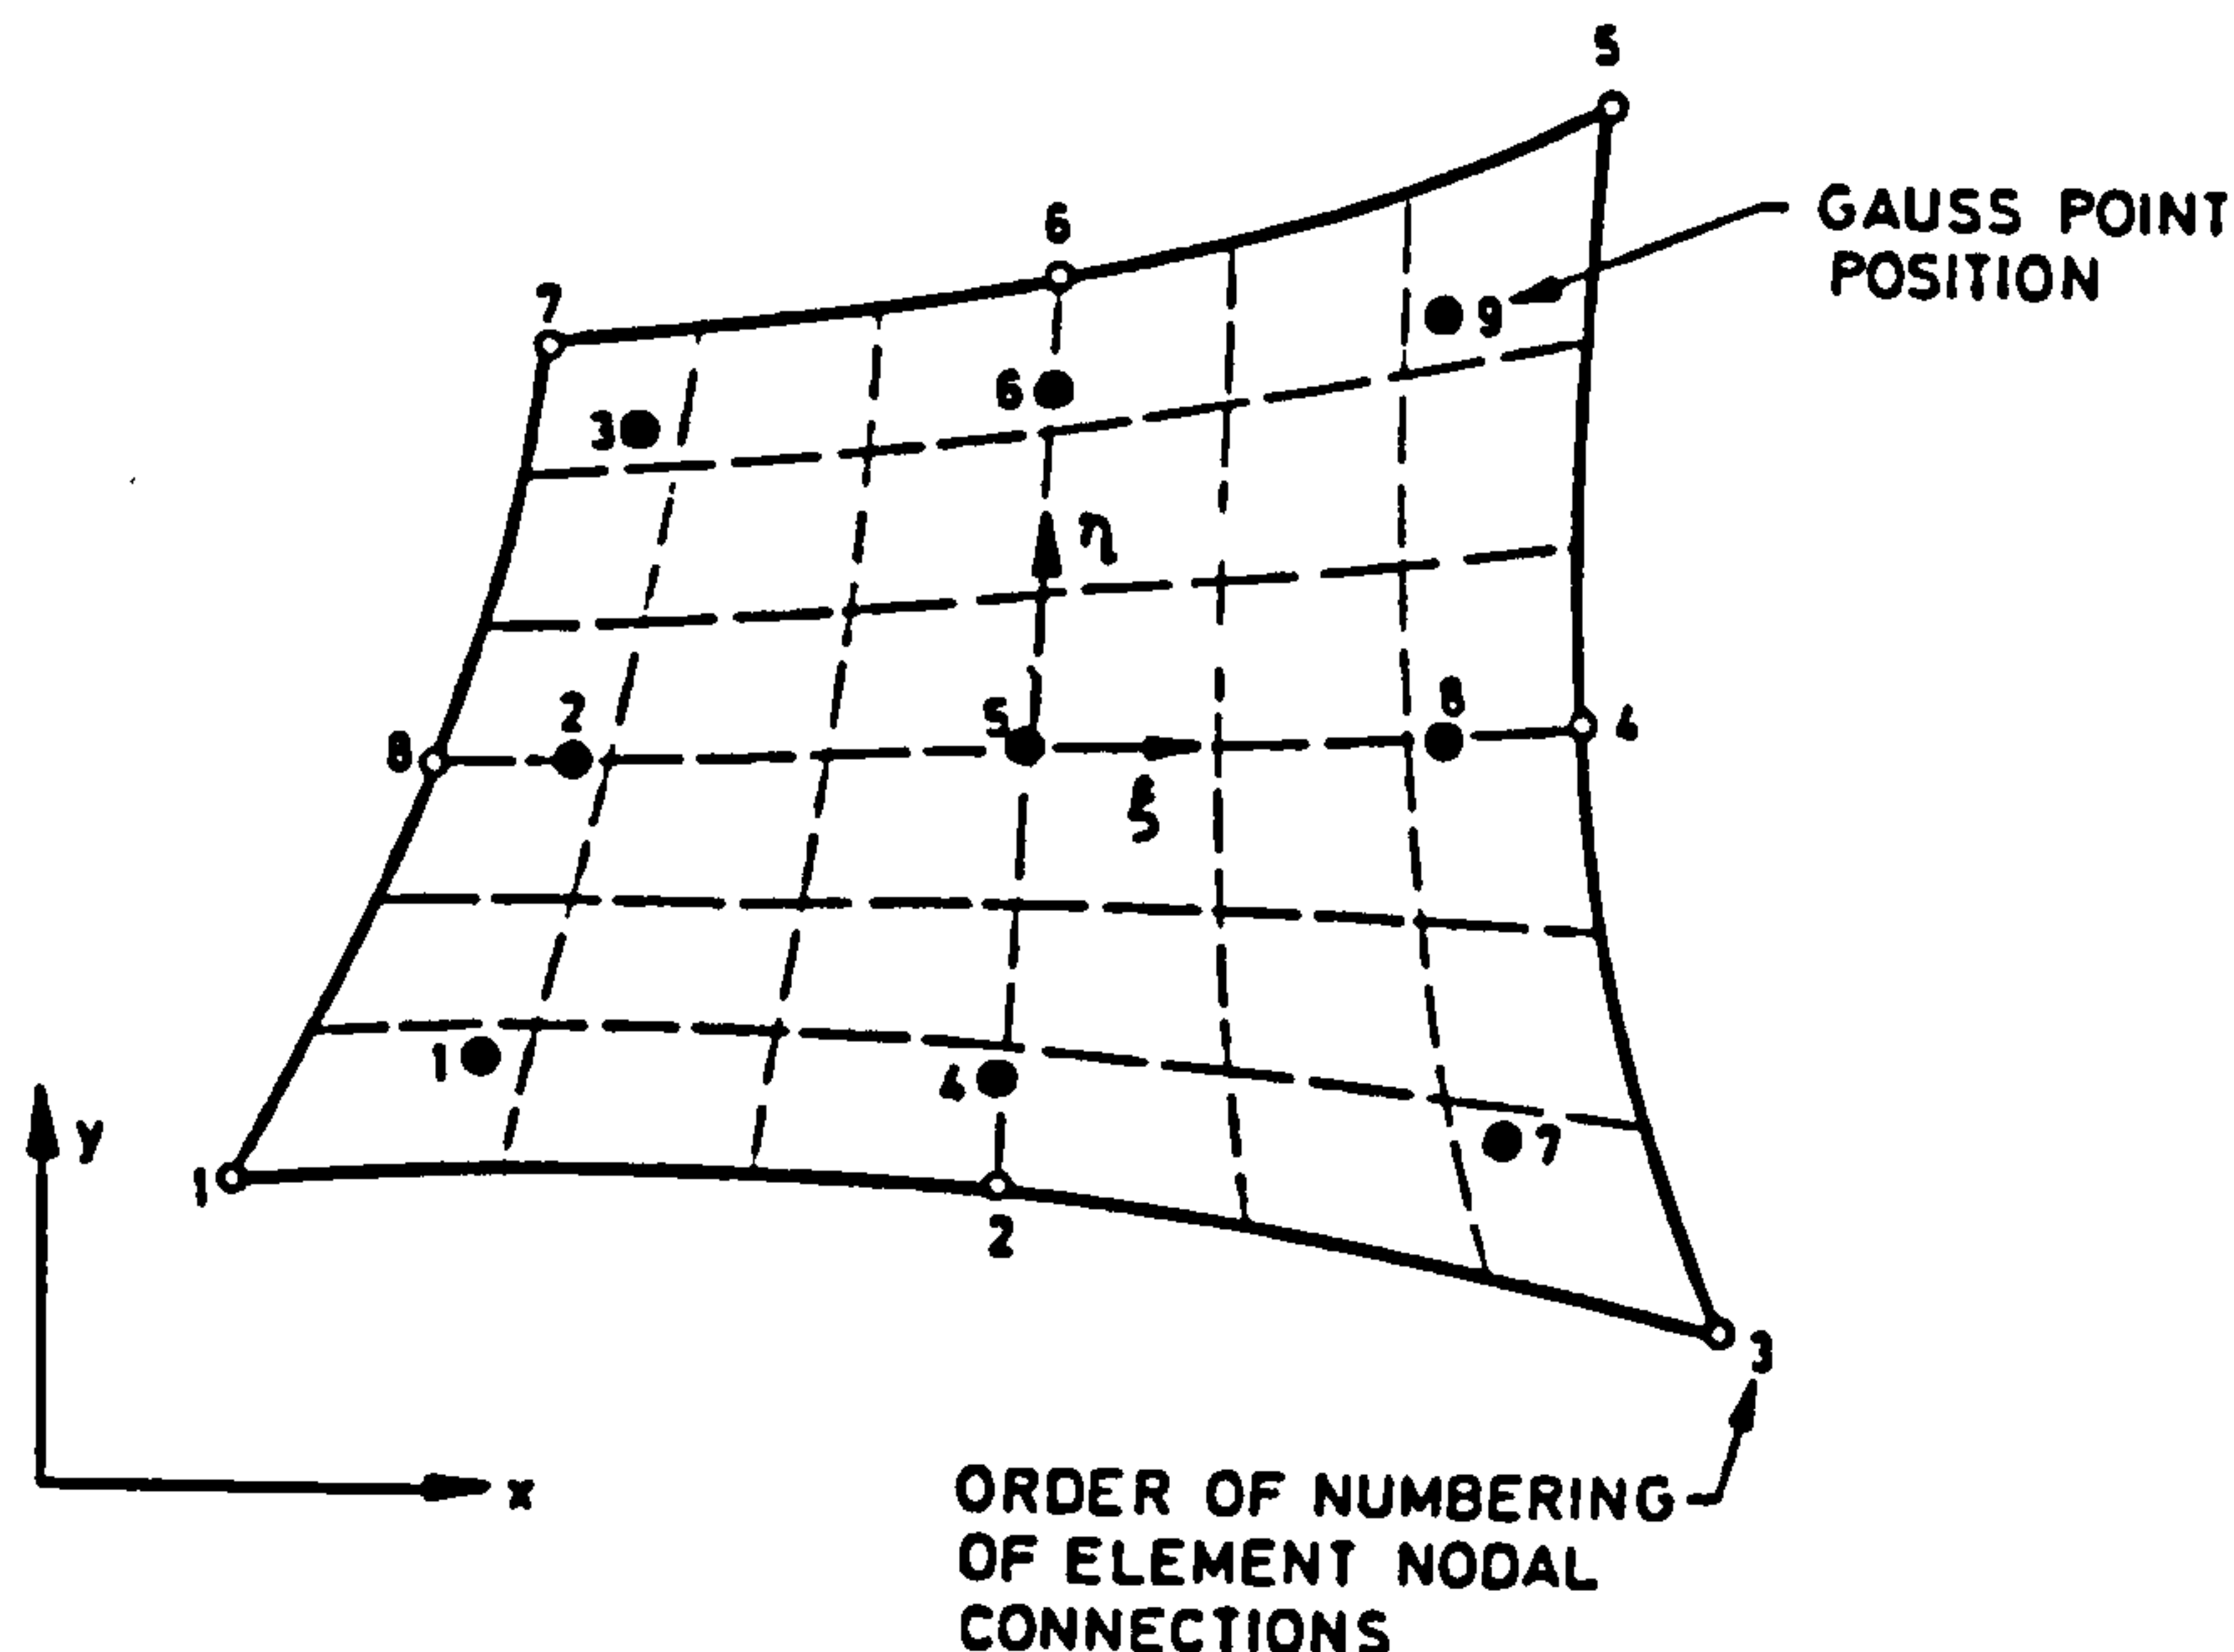 5
GAUSS POINT
POSITION
6
7
9
6
3
η
2
5
8
4
8
ξ
1
4
7
y
1
2
3
x
ORDER OF NUMBERING
OF ELEMENT NODAL
CONNECTIONS